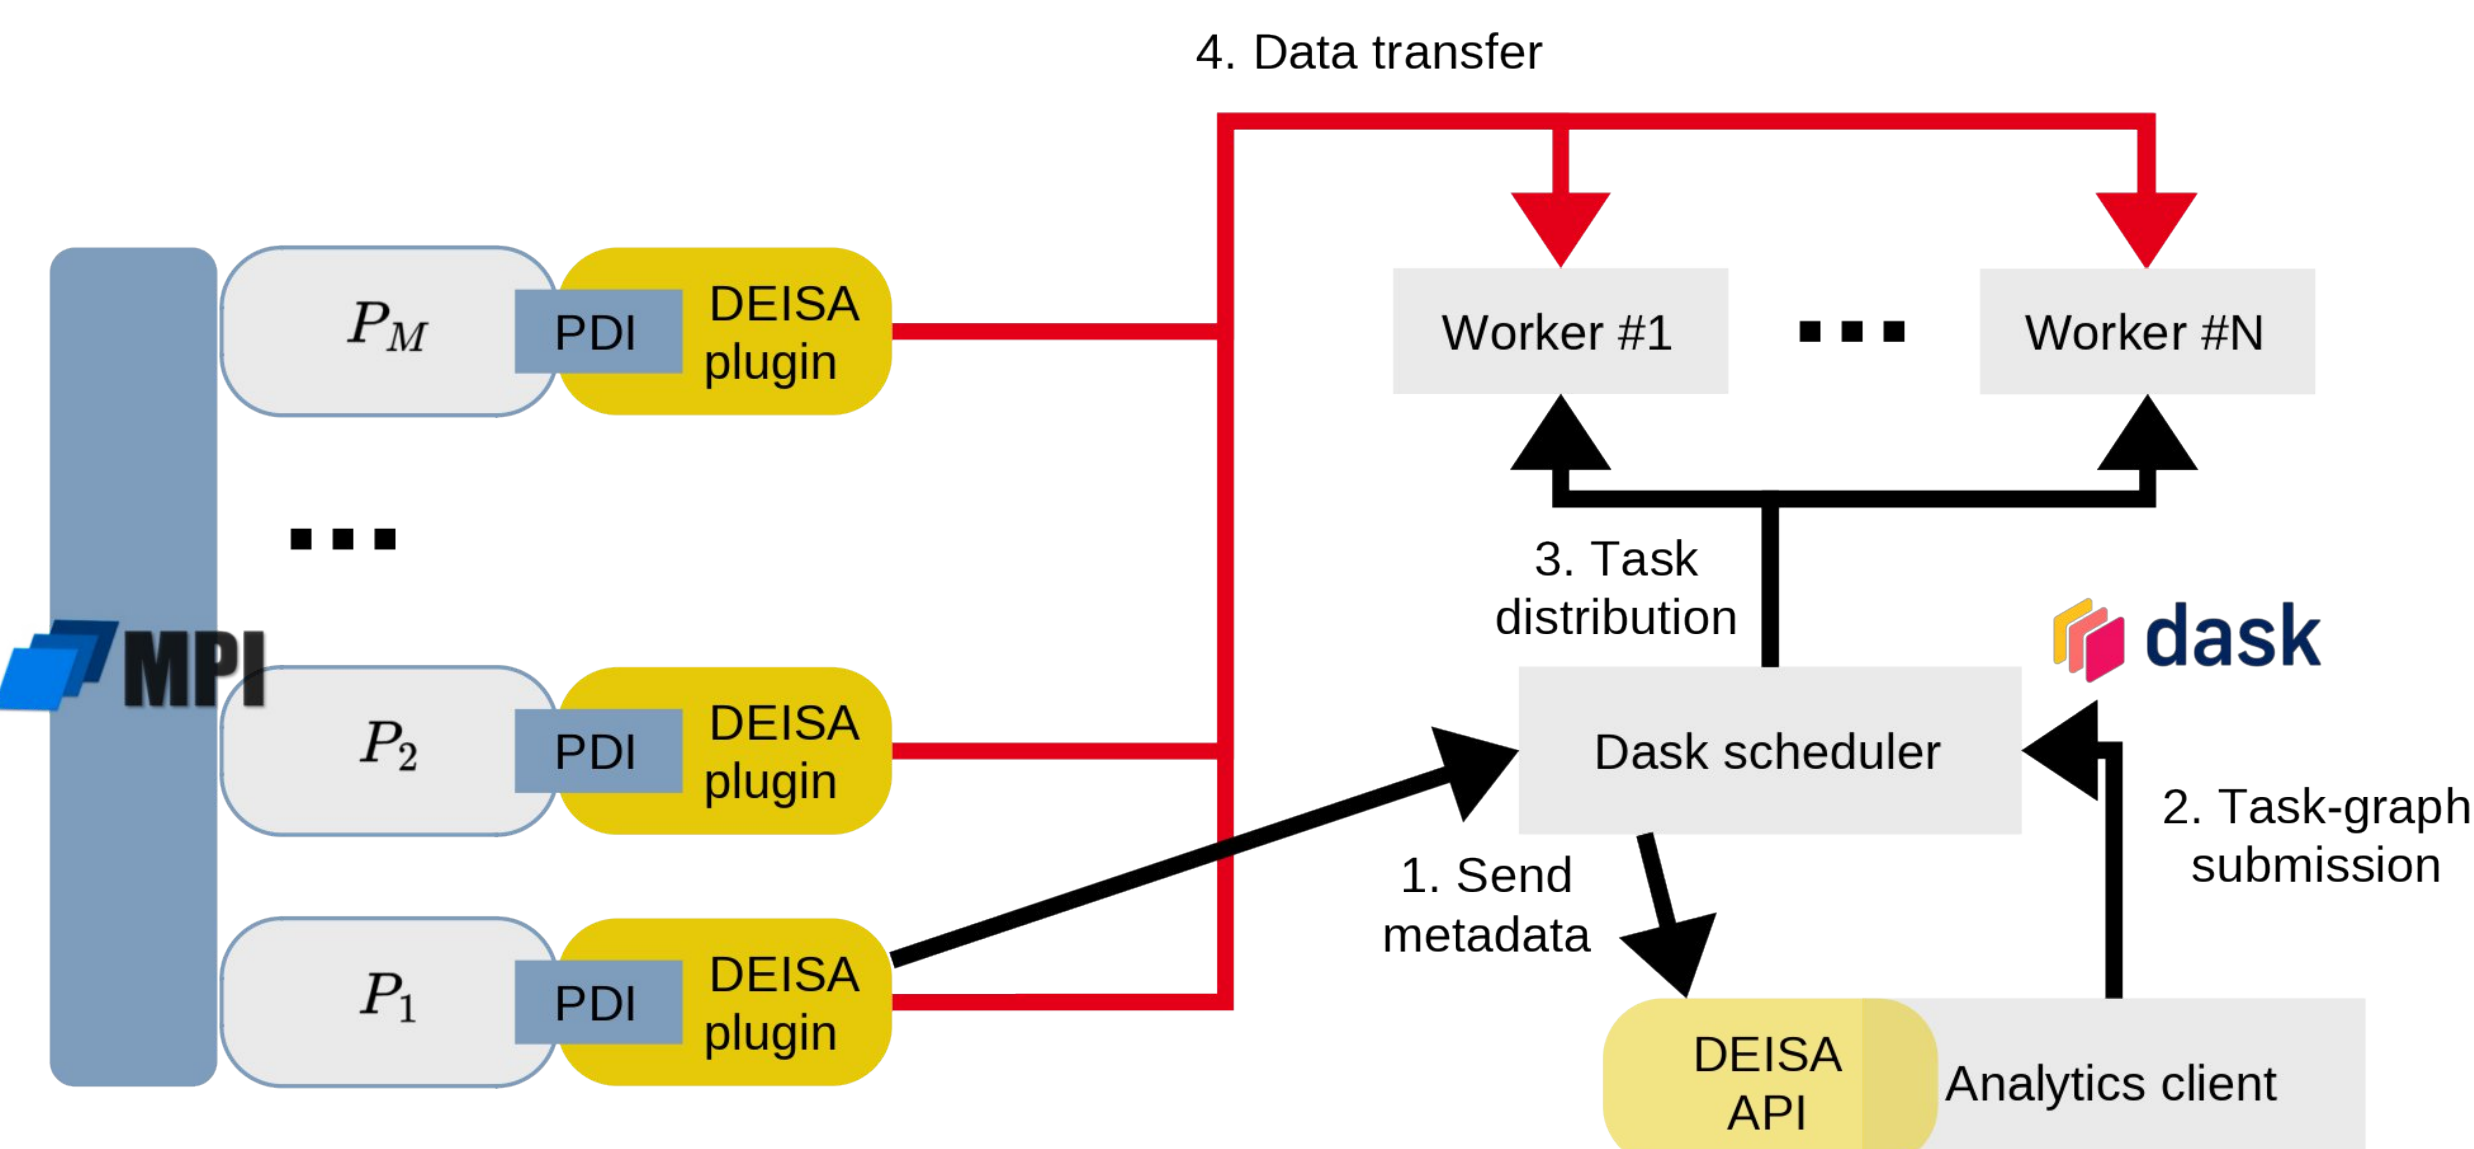 4. Data transfer
P_M
PDI
DEISA
plugin
Worker #1
Worker #N
3. Task
distribution
dask
MPI
P_2
PDI
DEISA
plugin
Dask scheduler
2. Task-graph
submission
1. Send
metadata
P_1
PDI
DEISA
plugin
DEISA
API
Analytics client